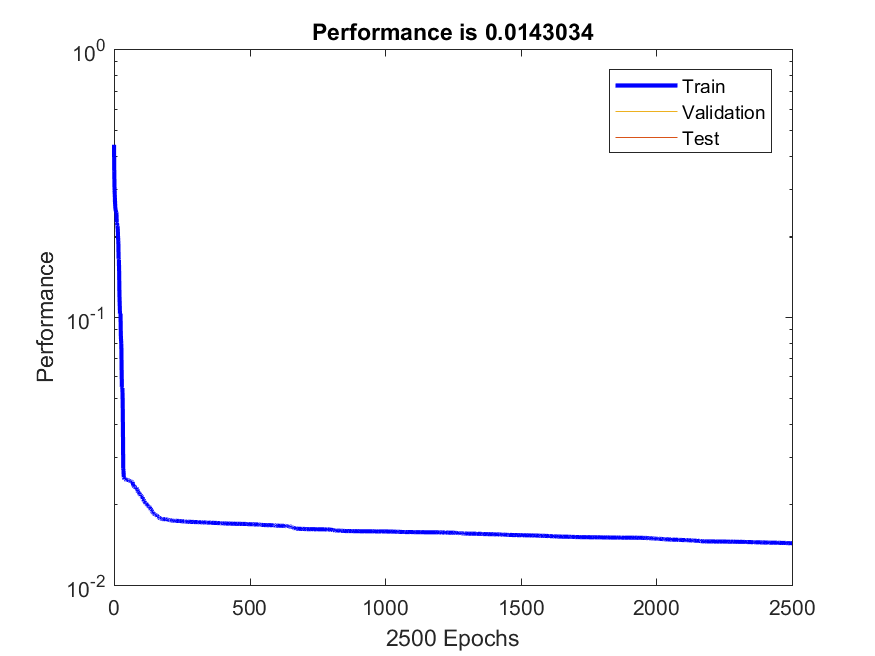 Performance is 0.0143034
10^0
Train
Validation
Test
Performance
10^-1
10^-2
0 500 1000 1500 2000 2500
2500 Epochs